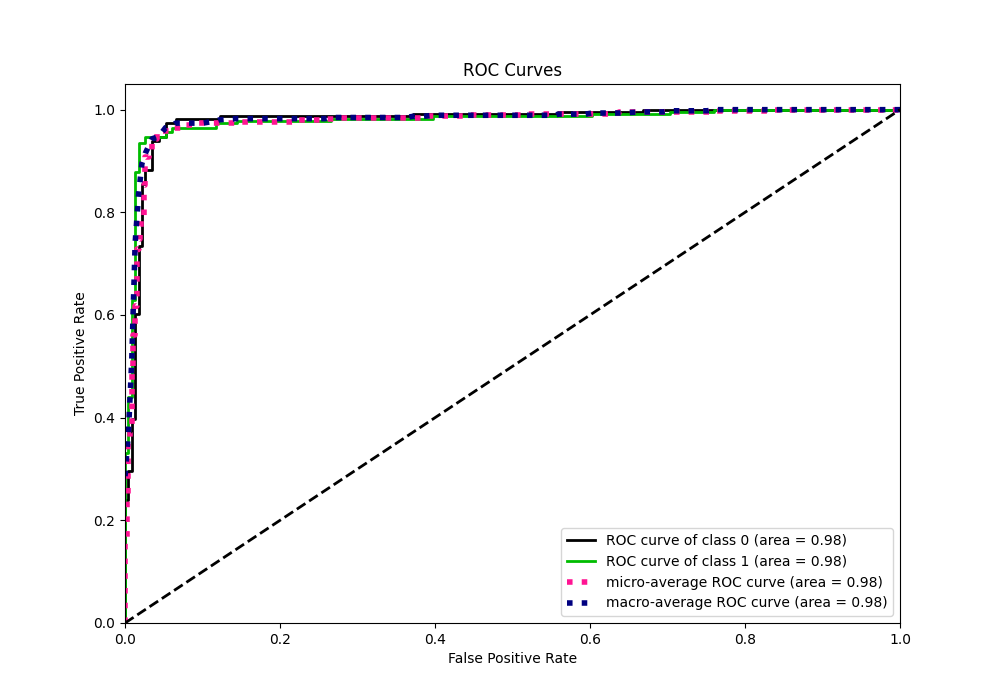 ROC Curves
1.0
0.8
0.6
0.4
0.2
0.0
True Positive Rate
0.0 0.2 0.4 0.6 0.8 1.0
False Positive Rate
ROC curve of class 0 (area = 0.98)
ROC curve of class 1 (area = 0.98)
micro-average ROC curve (area = 0.98)
macro-average ROC curve (area = 0.98)